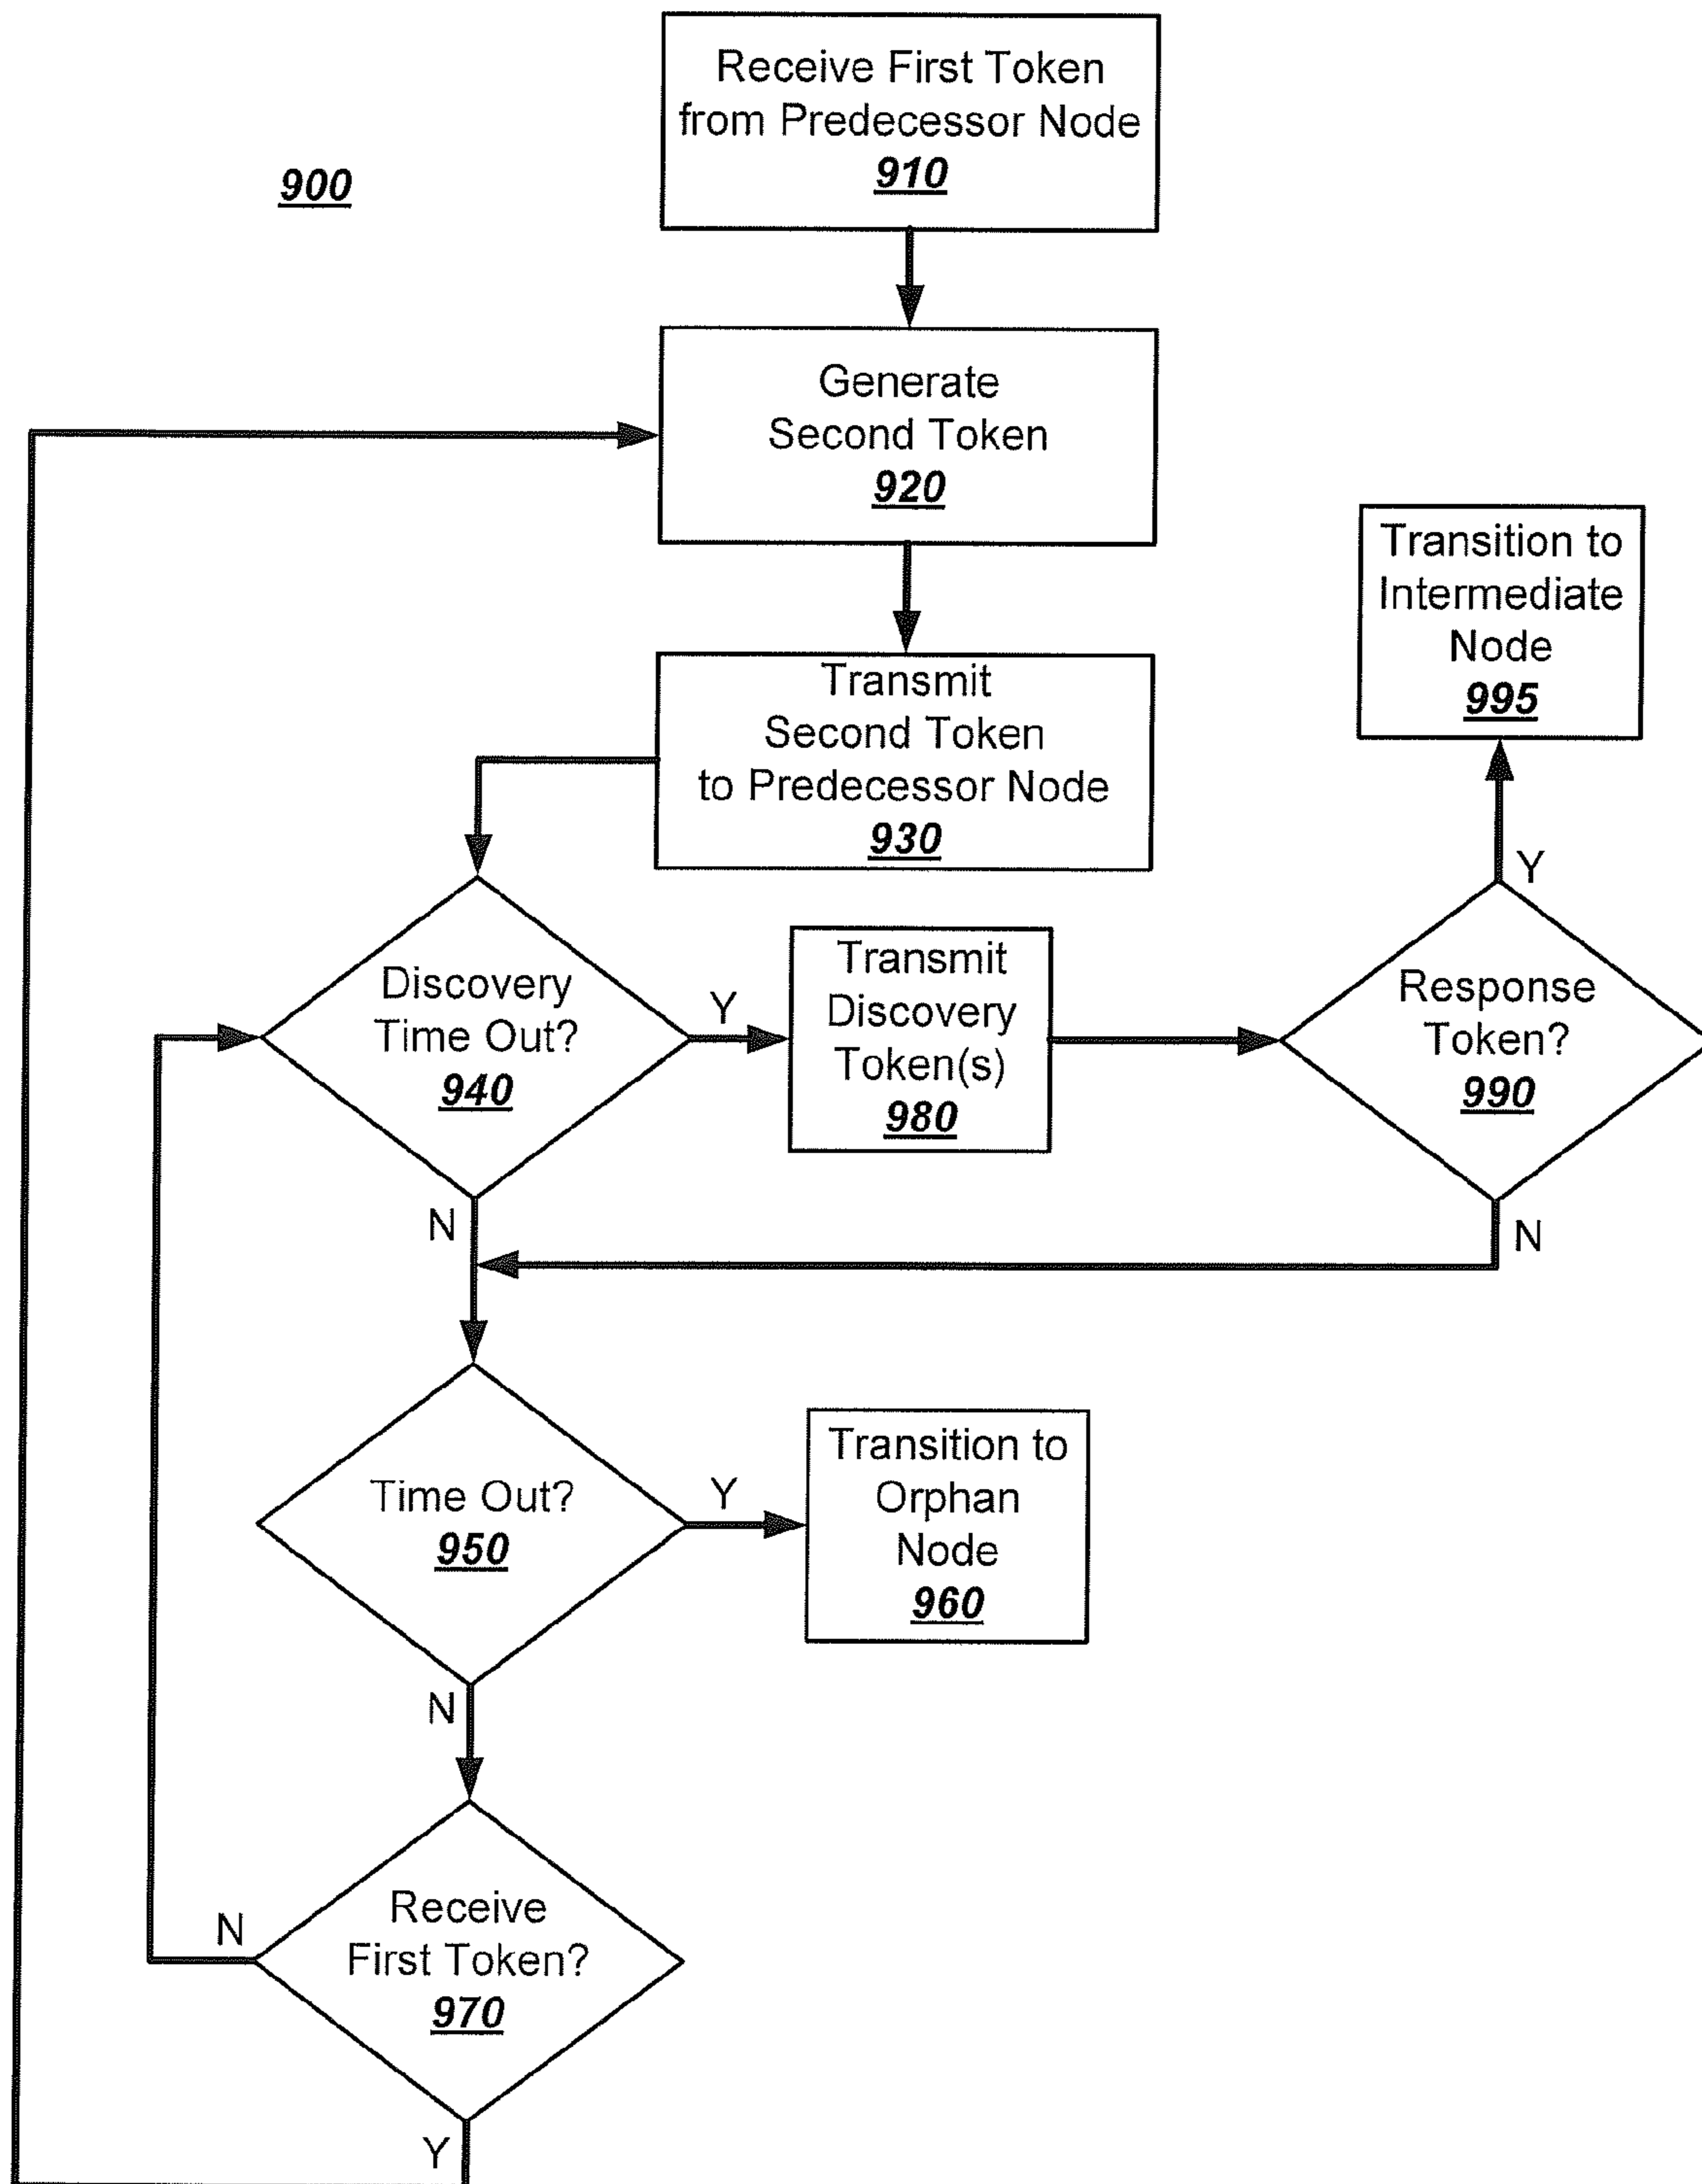 Receive First Token
from Predecessor Node
910
900
Generate
Second Token
920
Transition to
Intermediate
Node
995
Transmit
Second Token
to Predecessor Node
930
Y
Discovery
Time Out?
940
Y
Transmit
Discovery
Token(s)
980
Response
Token?
990
N
N
Time Out?
950
Y
Transition to
Orphan
Node
960
N
Receive
First Token?
970
N
Y